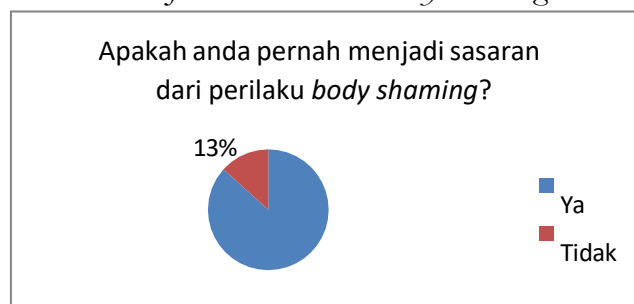 Apakah anda pernah menjadi sasaran
dari perilaku body shaming?
13%
Ya
Tidak